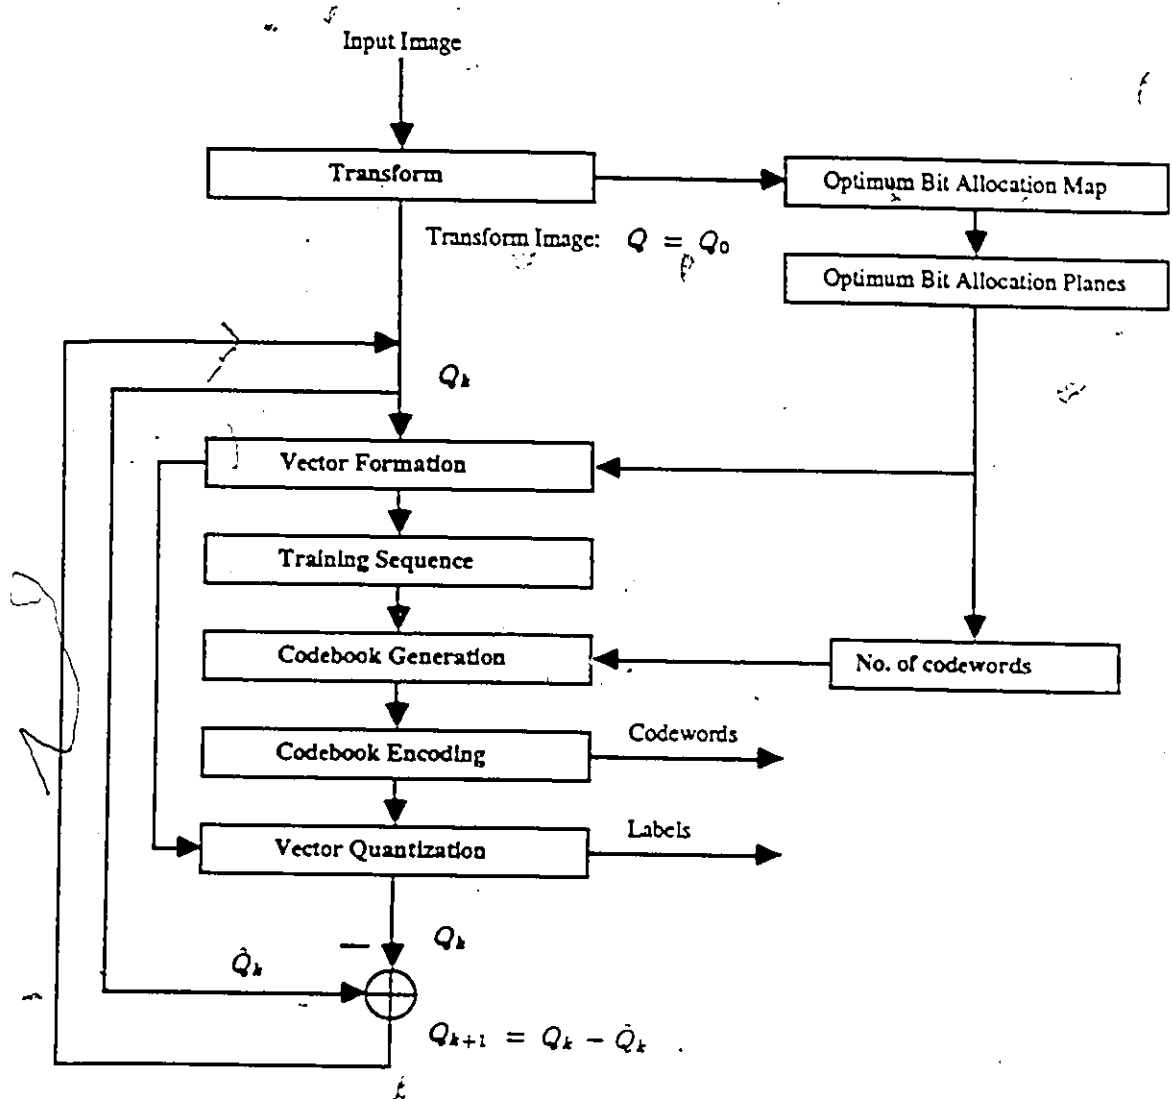 Input Image
Transform
Optimum Bit Allocation Map
Transform Image: Q = Q₀
Optimum Bit Allocation Planes
Qₖ
Vector Formation
Training Sequence
Codebook Generation
No. of codewords
Codebook Encoding
Codewords
Vector Quantization
Labels
− Qₖ
Q̂ₖ
Qₖ₊₁ = Qₖ − Q̂ₖ